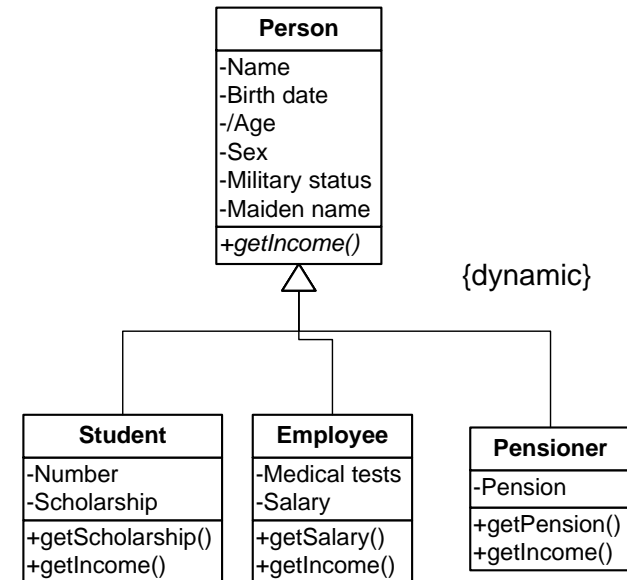 Person
-Name
-Birth date
-/Age
-Sex
-Military status
-Maiden name
+getIncome()
{dynamic}
Student
-Number
-Scholarship
+getScholarship()
+getIncome()
Employee
-Medical tests
-Salary
+getSalary()
+getIncome()
Pensioner
-Pension
+getPension()
+getIncome()